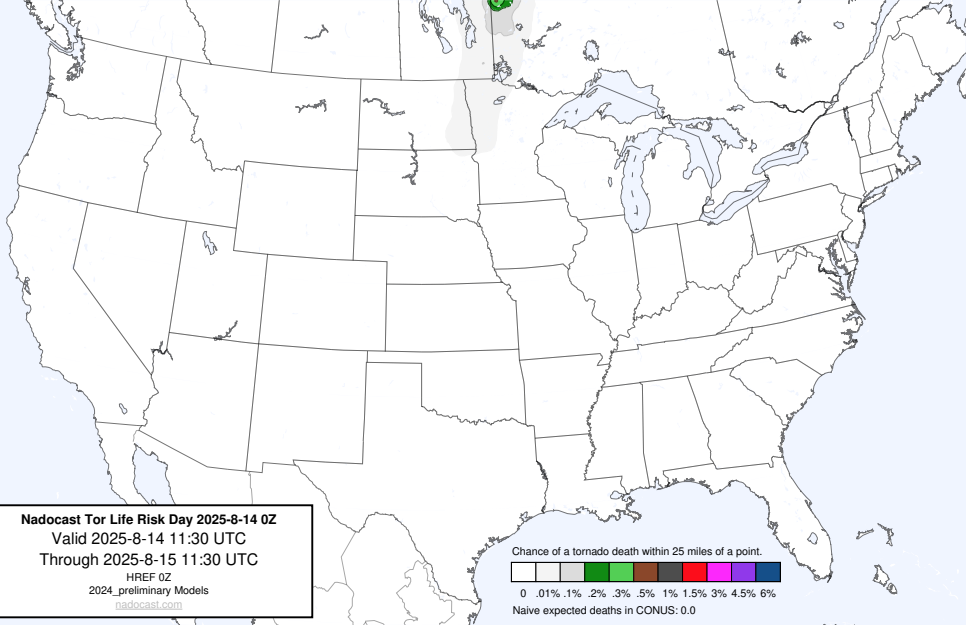 Nadocast Tor Life Risk Day 2025-8-14 0Z
Valid 2025-8-14 11:30 UTC
Through 2025-8-15 11:30 UTC
HREF 0Z
2024_preliminary Models
nadocast.com
Chance of a tornado death within 25 miles of a point.
0 .01% .1% .2% .3% .5% 1% 1.5% 3% 4.5% 6%
Naive expected deaths in CONUS: 0.0